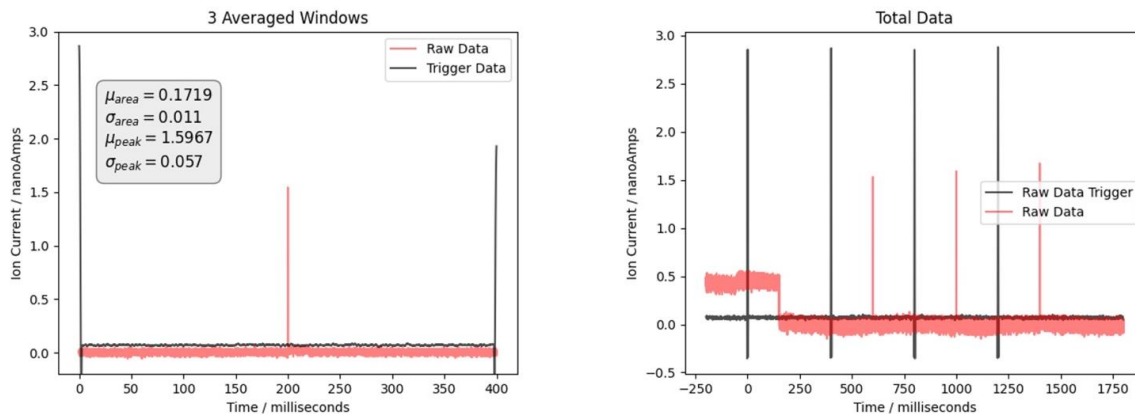 3 Averaged Windows
3.0
2.5
2.0
1.5
1.0
0.5
0.0
Ion Current / nanoAmps
Raw Data
Trigger Data
μarea = 0.1719
σarea = 0.011
μpeak = 1.5967
σpeak = 0.057
0 50 100 150 200 250 300 350 400
Time / milliseconds
Total Data
3.0
2.5
2.0
1.5
1.0
0.5
0.0
−0.5
Ion Current / nanoAmps
Raw Data Trigger
Raw Data
−250 0 250 500 750 1000 1250 1500 1750
Time / milliseconds